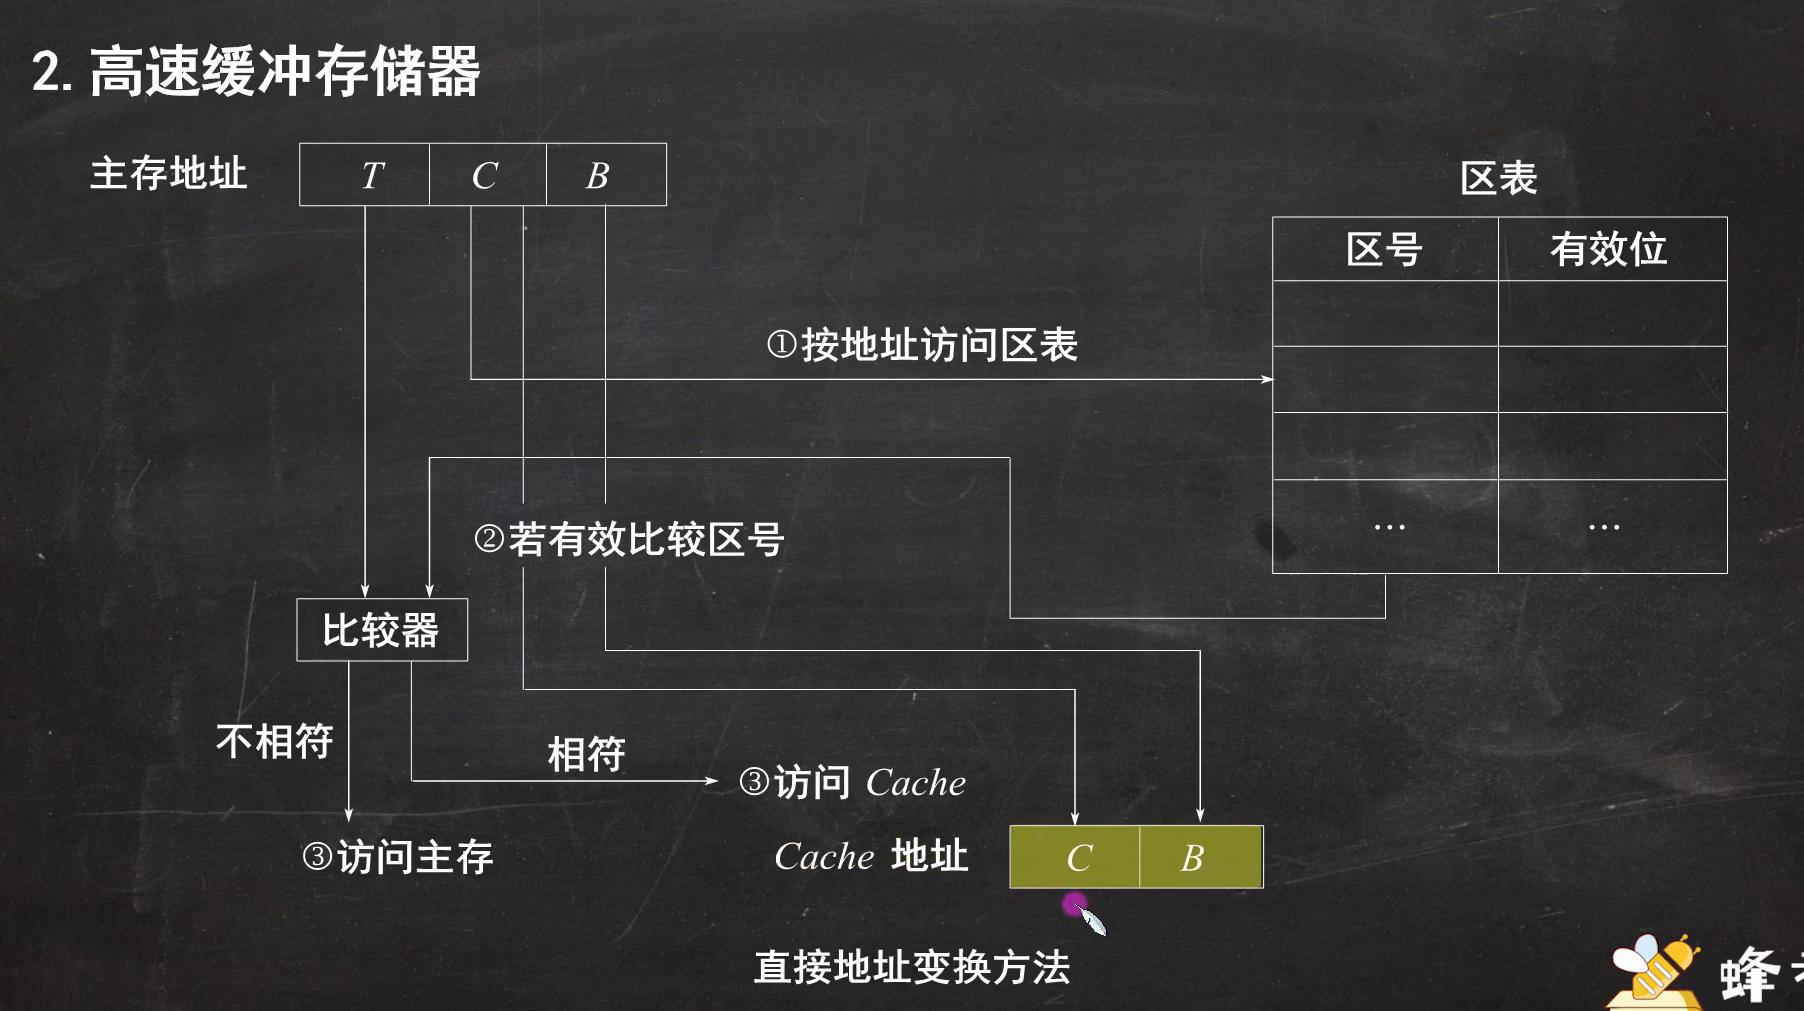 2. 高速缓冲存储器
主存地址 T C B
区表
区号 有效位
①按地址访问区表
... ...
②若有效比较区号
比较器
不相符
相符
③访问 Cache
③访问主存
Cache 地址 C B
直接地址变换方法
蜂